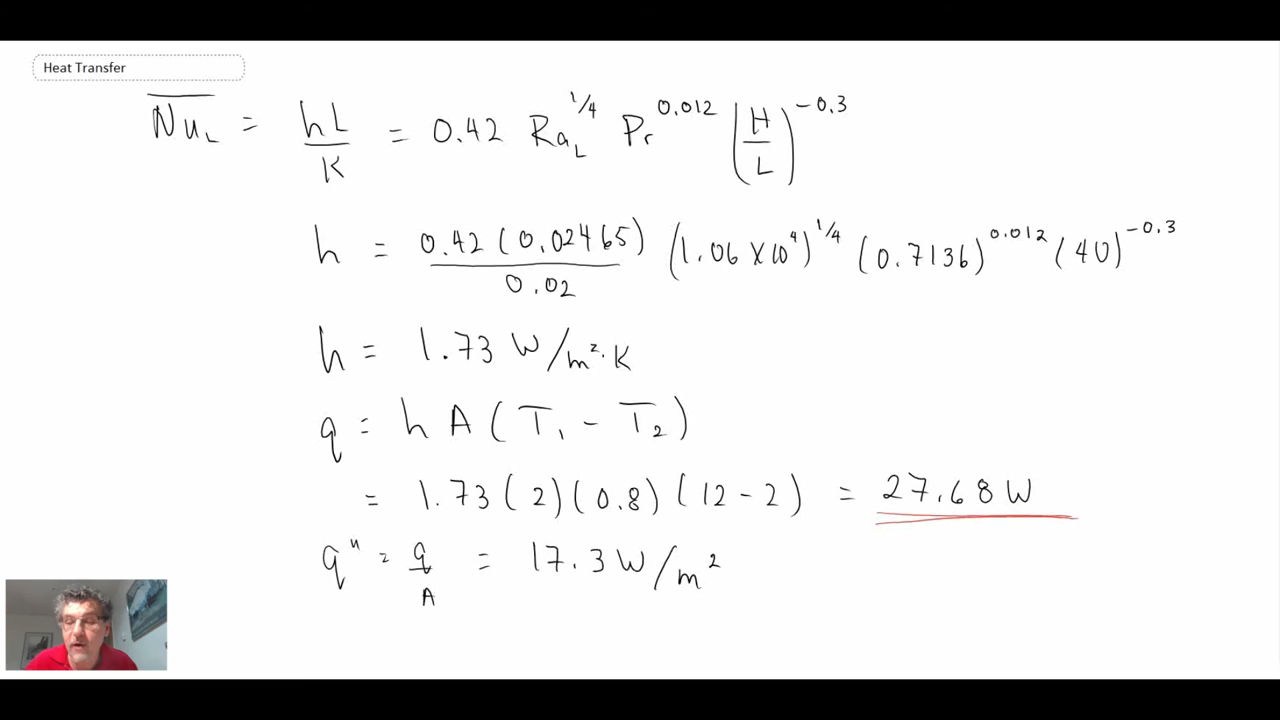 Heat Transfer
Nu_L = hL/K = 0.42 Ra_L^1/4 Pr^0.012 (H/L)^-0.3
h = 0.42(0.02465)/0.02 (1.06 X10^4)^1/4 (0.7136)^0.012 (40)^-0.3
h = 1.73 W/m²·K
q = h A (T₁ - T₂)
= 1.73 (2)(0.8)(12-2) = 27.68 W
q" = q/A = 17.3 W/m²